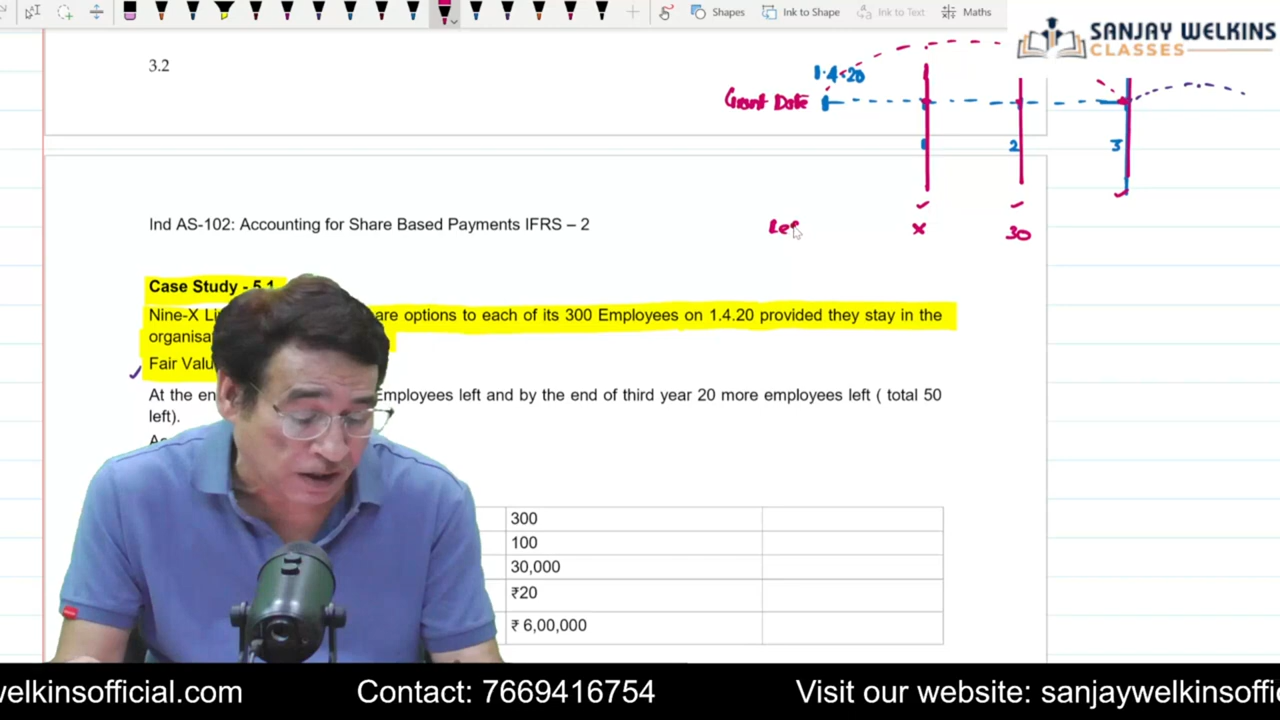 Shapes
Ink to Shape
Ink to Text
Maths
SANJAY WELKINS
CLASSES
3.2
1.4.20
Grant Date
1
2
3
Ind AS-102: Accounting for Share Based Payments IFRS – 2
Lef
x
30
Case Study - 5.1
Nine-X Li are options to each of its 300 Employees on 1.4.20 provided they stay in the
organisa
Fair Valu
At the en Employees left and by the end of third year 20 more employees left ( total 50
left).
300
100
30,000
₹20
₹ 6,00,000
welkinsofficial.com Contact: 7669416754 Visit our website: sanjaywelkinsoffic